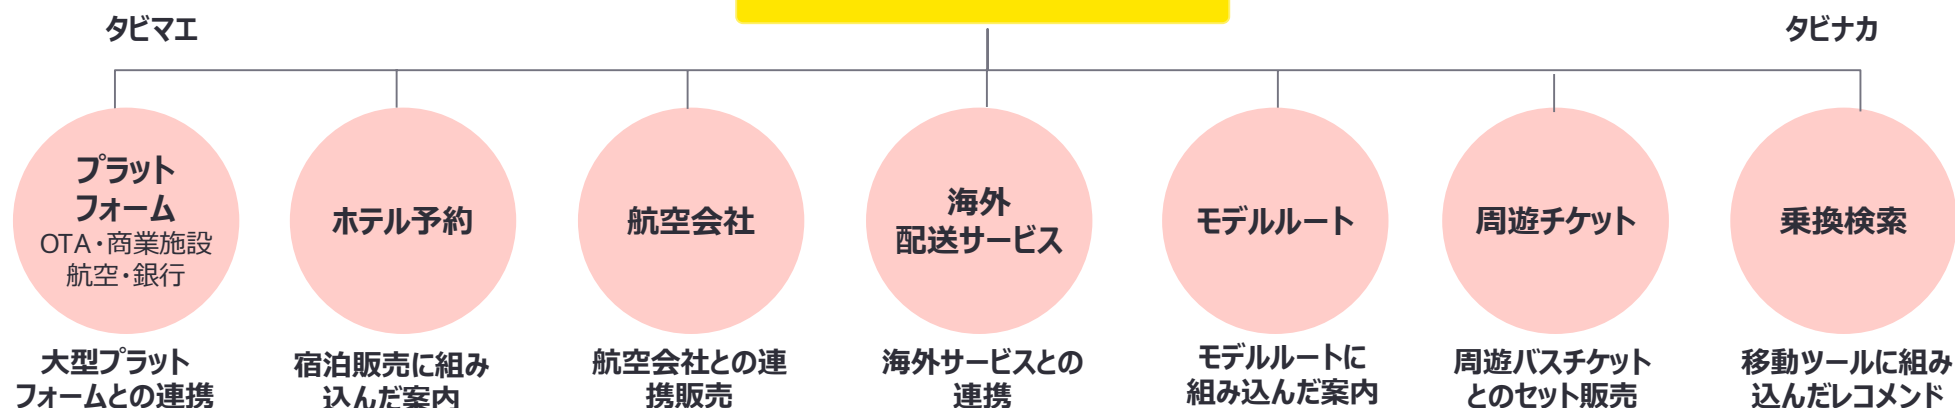 タビマエ
タビナカ
プラット
フォーム
OTA・商業施設
航空・銀行
ホテル予約
航空会社
海外
配送サービス
モデルルート
周遊チケット
乗換検索
大型プラット
フォームとの連携
宿泊販売に組み
込んだ案内
航空会社との連
携販売
海外サービスとの
連携
モデルルートに
組み込んだ案内
周遊バスチケット
とのセット販売
移動ツールに組み
込んだレコメンド